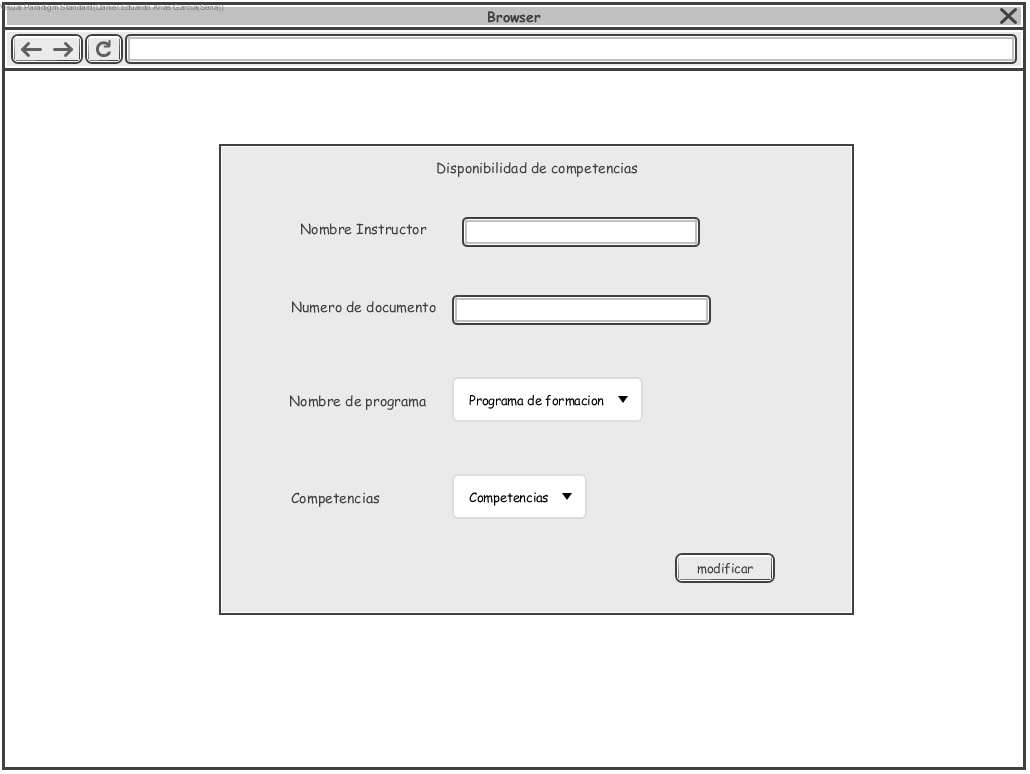 Visual Paradigm Standard(Daniel Eduardo Arias Garcia(Sena))
Browser
Disponibilidad de competencias
Nombre Instructor
Numero de documento
Nombre de programa
Programa de formacion
Competencias
Competencias
modificar